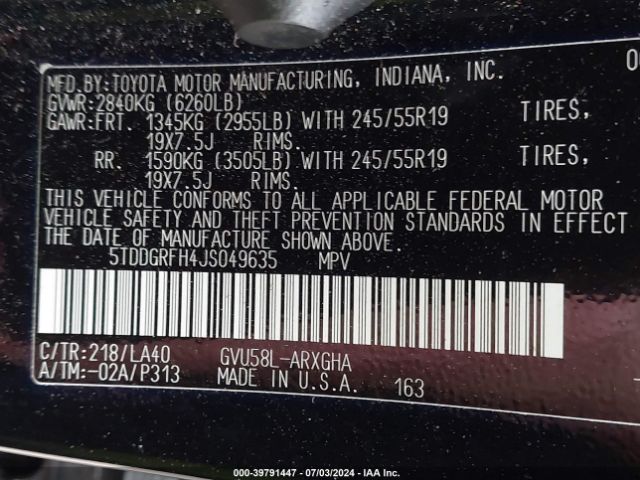 MFD.BY:TOYOTA MOTOR MANUFACTURING, INDIANA, INC.
GVWR:2840KG (6260LB)
GAWR:FRT. 1345KG (2955LB) WITH 245/55R19 TIRES,
19X7.5J RIMS.
RR. 1590KG (3505LB) WITH 245/55R19 TIRES,
19X7.5J RIMS.
THIS VEHICLE CONFORMS TO ALL APPLICABLE FEDERAL MOTOR
VEHICLE SAFETY AND THEFT PREVENTION STANDARDS IN EFFECT
THE DATE OF MANUFACTURE SHOWN ABOVE.
5TDDGRFH4JS049635 MPV
C/TR:218/LA40 GVU58L-ARXGHA
A/TM:-02A/P313 MADE IN U.S.A. 163
000-39791447 - 07/03/2024 - IAA Inc.